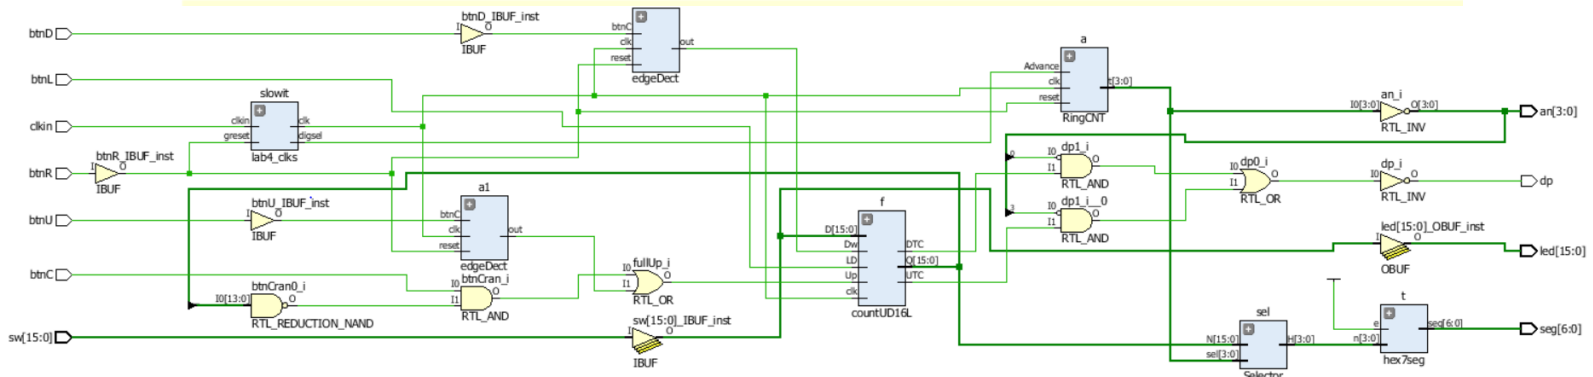 btnD
btnD_IBUF_inst
I
O
IBUF
btnC
clk
reset
out
edgeDect
btnL
slowit
clkin
clkin
greset
clk
digsel
lab4_clks
a
Advance
clk
reset
t[3:0]
RingCNT
an_i
I0[3:0]
O[3:0]
RTL_INV
an[3:0]
btnR
btnR_IBUF_inst
I
O
IBUF
dp1_i
0
I0
I1
O
RTL_AND
dp0_i
I0
I1
O
RTL_OR
dp_i
I0
O
RTL_INV
dp
btnU
btnU_IBUF_inst
I
O
IBUF
a1
btnC
clk
reset
out
edgeDect
f
D[15:0]
Dw
LD
Up
clk
DTC
Q[15:0]
UTC
countUD16L
dp1_i__0
3
I0
I1
O
RTL_AND
led[15:0]_OBUF_inst
I
O
OBUF
led[15:0]
btnC
btnCran0_i
I0[13:0]
O
RTL_REDUCTION_NAND
btnCran_i
I0
I1
O
RTL_AND
fullUp_i
I0
I1
O
RTL_OR
sw[15:0]
sw[15:0]_IBUF_inst
I
O
IBUF
sel
N[15:0]
sel[3:0]
H[3:0]
Selector
t
e
n[3:0]
seg[6:0]
hex7seg
seg[6:0]